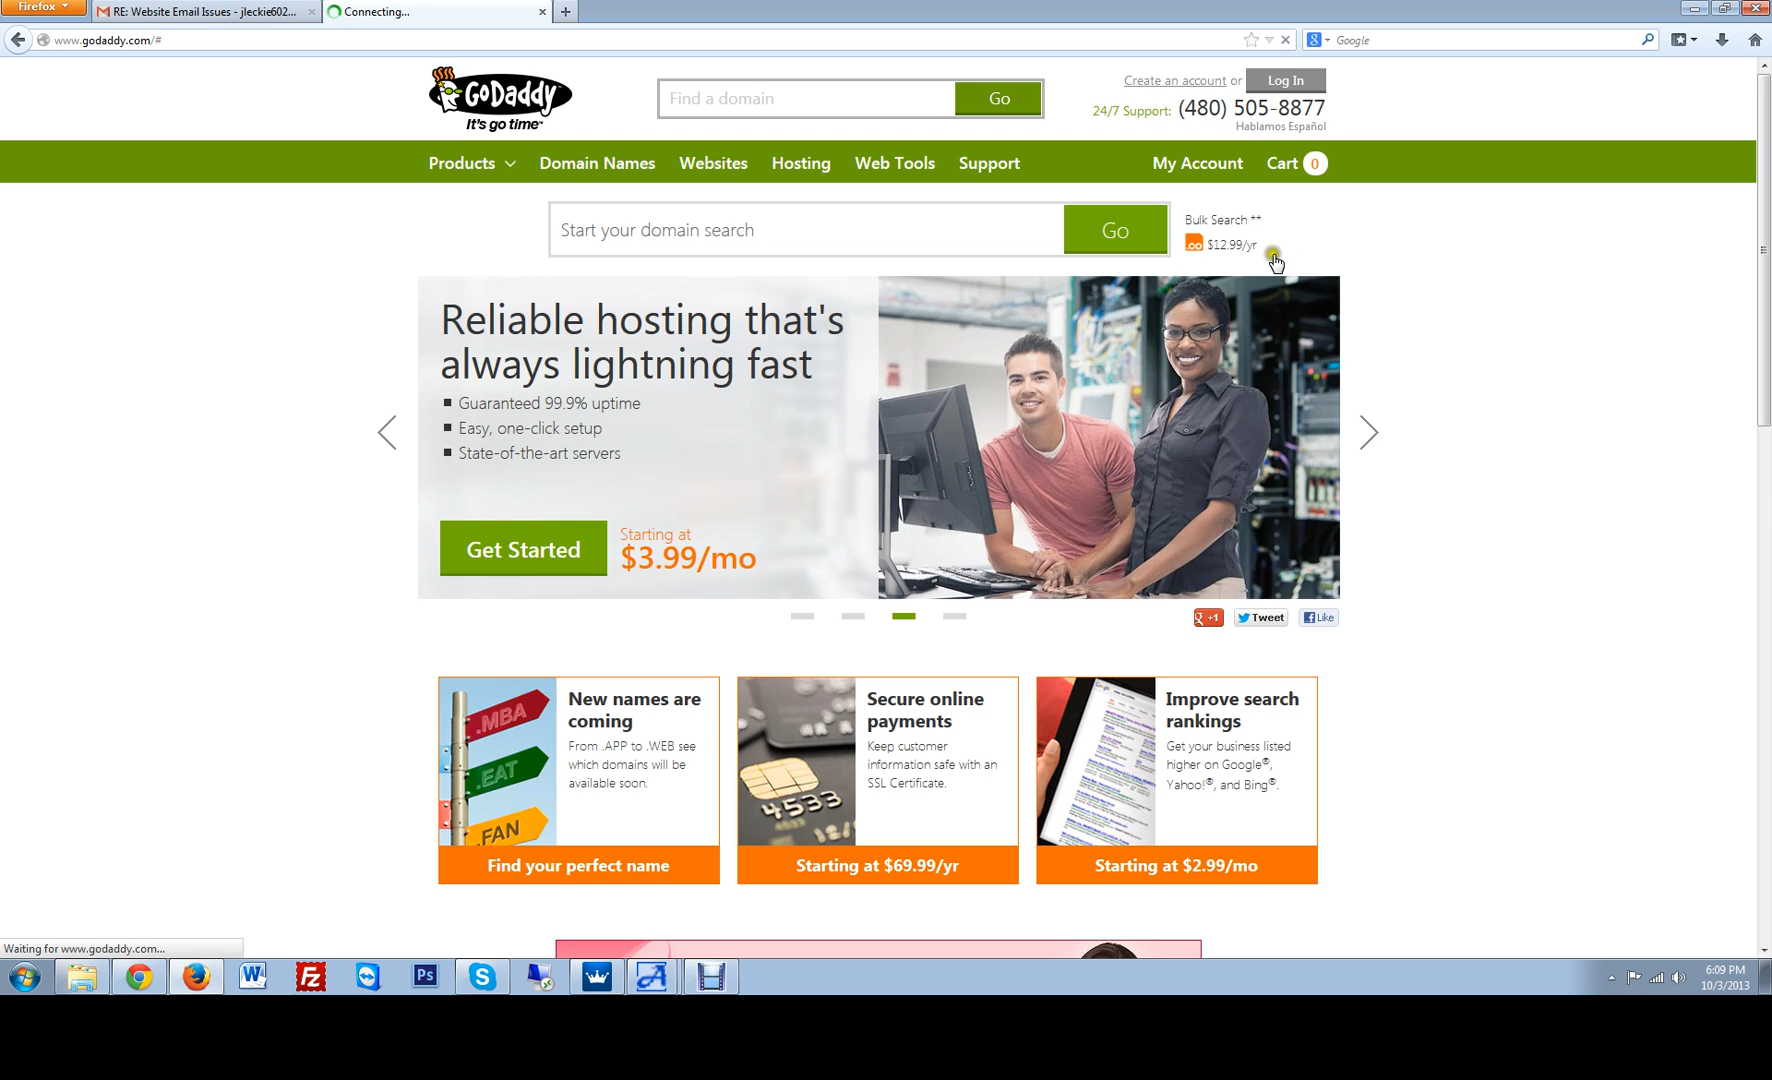 Firefox
RE: Website Email Issues - jleckie602...
Connecting...
www.godaddy.com/#
Google
GoDaddy
It's go time™
Find a domain
Go
Create an account or
Log In
24/7 Support: (480) 505-8877
Hablamos Español
Products
Domain Names
Websites
Hosting
Web Tools
Support
My Account
Cart 0
Start your domain search
Go
Bulk Search **
.co $12.99/yr
Reliable hosting that's
always lightning fast
Guaranteed 99.9% uptime
Easy, one-click setup
State-of-the-art servers
Get Started
Starting at
$3.99/mo
+1
Tweet
Like
.MBA
.EAT
.FAN
New names are
coming
From .APP to .WEB see
which domains will be
available soon.
Find your perfect name
4533
Secure online
payments
Keep customer
information safe with an
SSL Certificate.
Starting at $69.99/yr
Improve search
rankings
Get your business listed
higher on Google®,
Yahoo!®, and Bing®.
Starting at $2.99/mo
Waiting for www.godaddy.com...
6:09 PM
10/3/2013